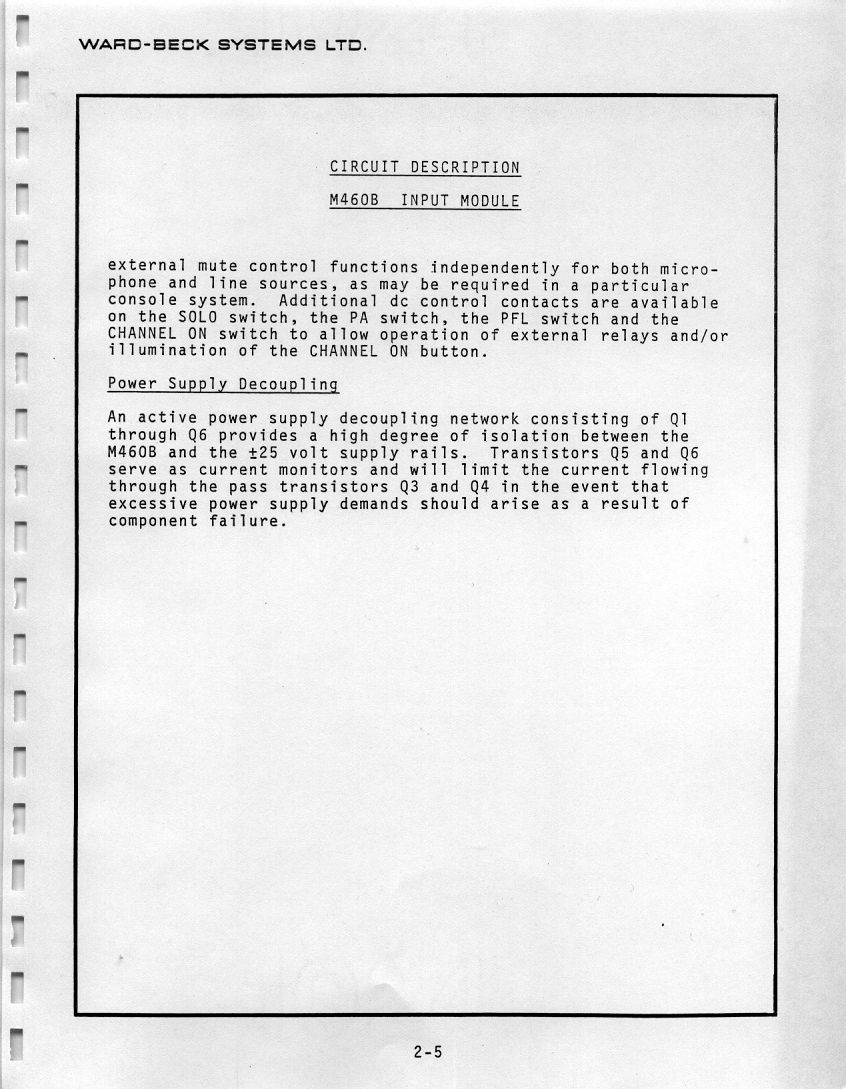 WARD-BECK SYSTEMS LTD.
CIRCUIT DESCRIPTION
M460B INPUT MODULE
external mute control functions independently for both micro-
phone and line sources, as may be required in a particular
console system. Additional dc control contacts are available
on the SOLO switch, the PA switch, the PFL switch and the
CHANNEL ON switch to allow operation of external relays and/or
illumination of the CHANNEL ON button.
Power Supply Decoupling
An active power supply decoupling network consisting of Q1
through Q6 provides a high degree of isolation between the
M460B and the ±25 volt supply rails. Transistors Q5 and Q6
serve as current monitors and will limit the current flowing
through the pass transistors Q3 and Q4 in the event that
excessive power supply demands should arise as a result of
component failure.
2-5